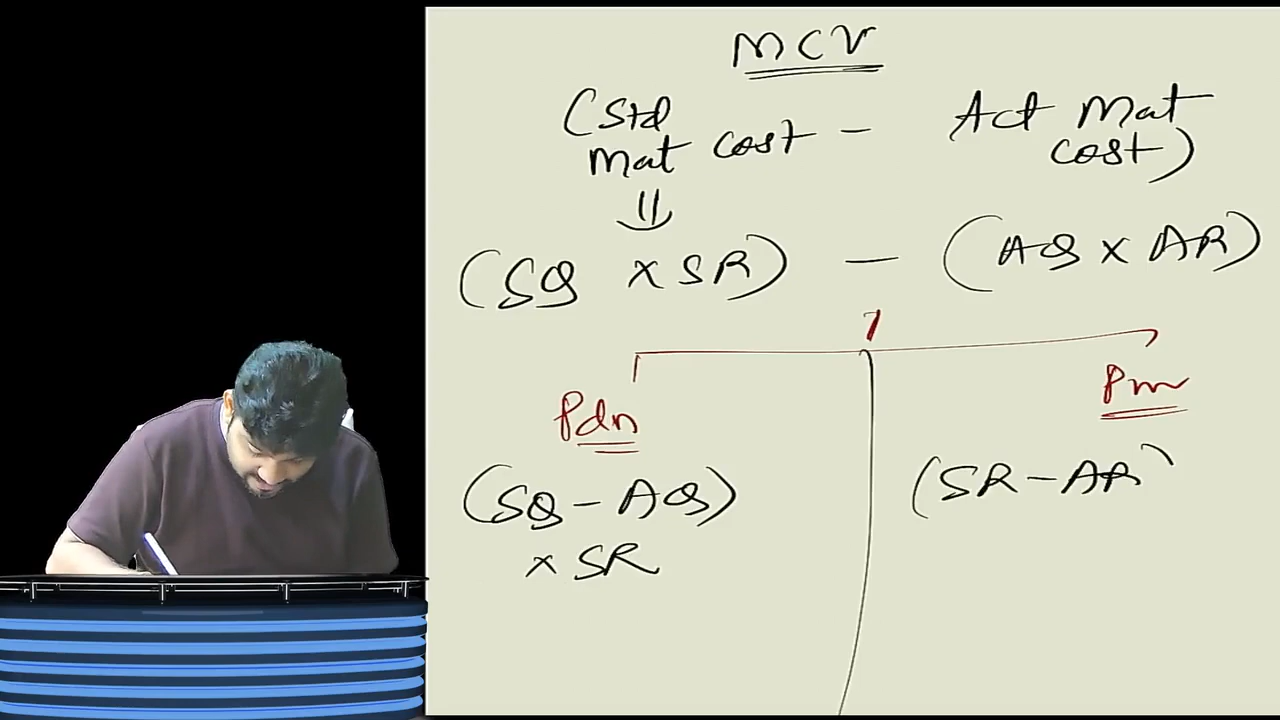 MCV
(Std Mat cost - Act Mat cost)
(SQ × SR) - (AQ × AR)
Pdn
Pm
(SQ - AQ) × SR
(SR - AR)